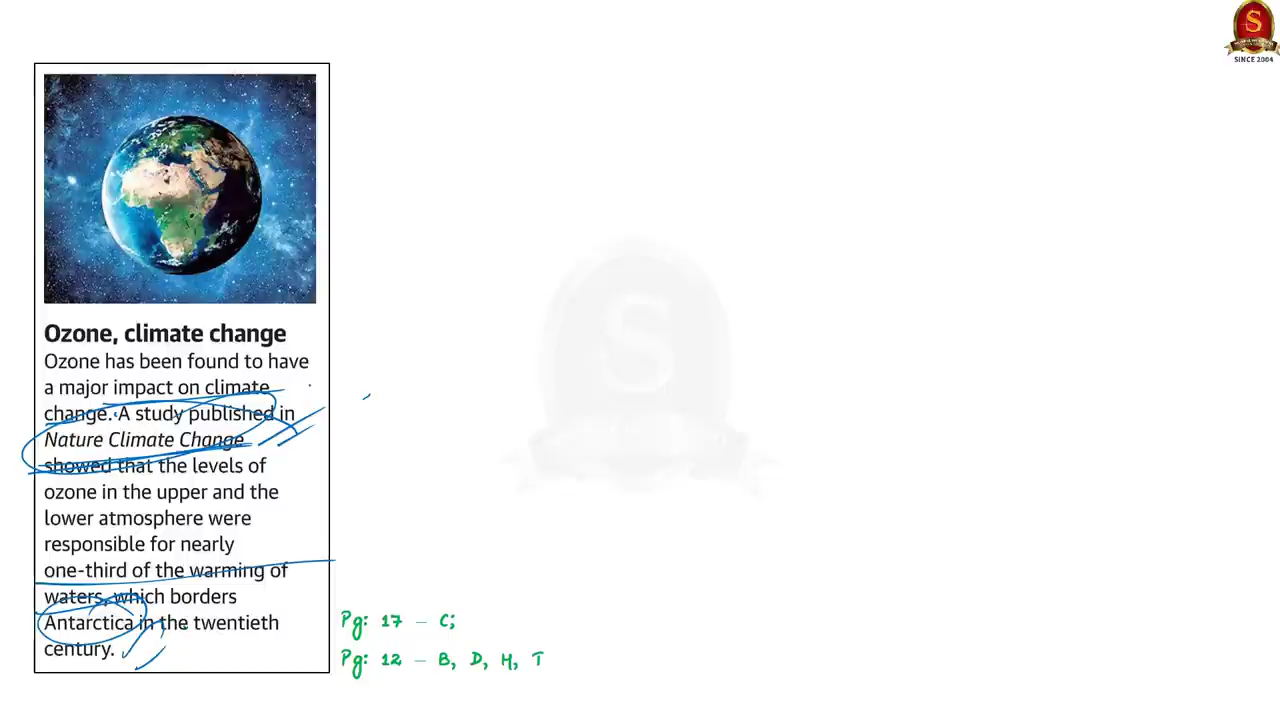 SINCE 2004
Ozone, climate change
Ozone has been found to have
a major impact on climate
change. A study published in
Nature Climate Change
showed that the levels of
ozone in the upper and the
lower atmosphere were
responsible for nearly
one-third of the warming of
waters, which borders
Antarctica in the twentieth
century.
Pg: 17 – C;
Pg: 12 – B, D, H, T